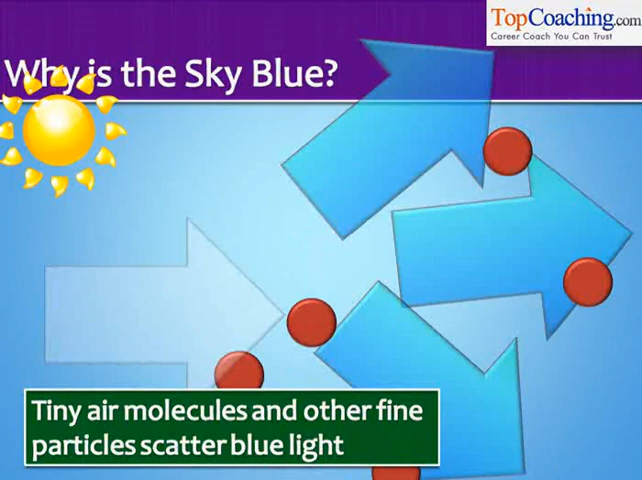 TopCoaching.com
Career Coach You Can Trust
Why is the Sky Blue?
Tiny air molecules and other fine
particles scatter blue light